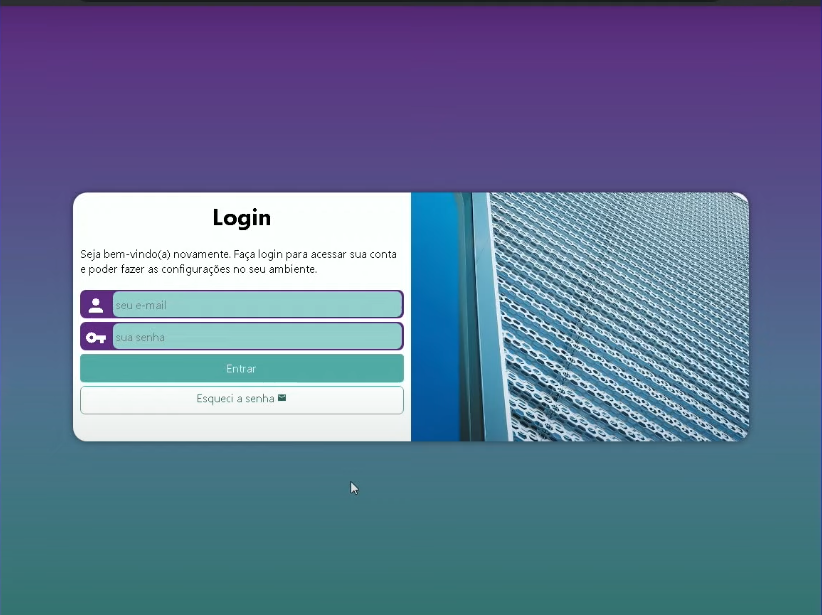 Login
Seja bem-vindo(a) novamente. Faça login para acessar sua conta
e poder fazer as configurações no seu ambiente.
seu e-mail
sua senha
Entrar
Esqueci a senha